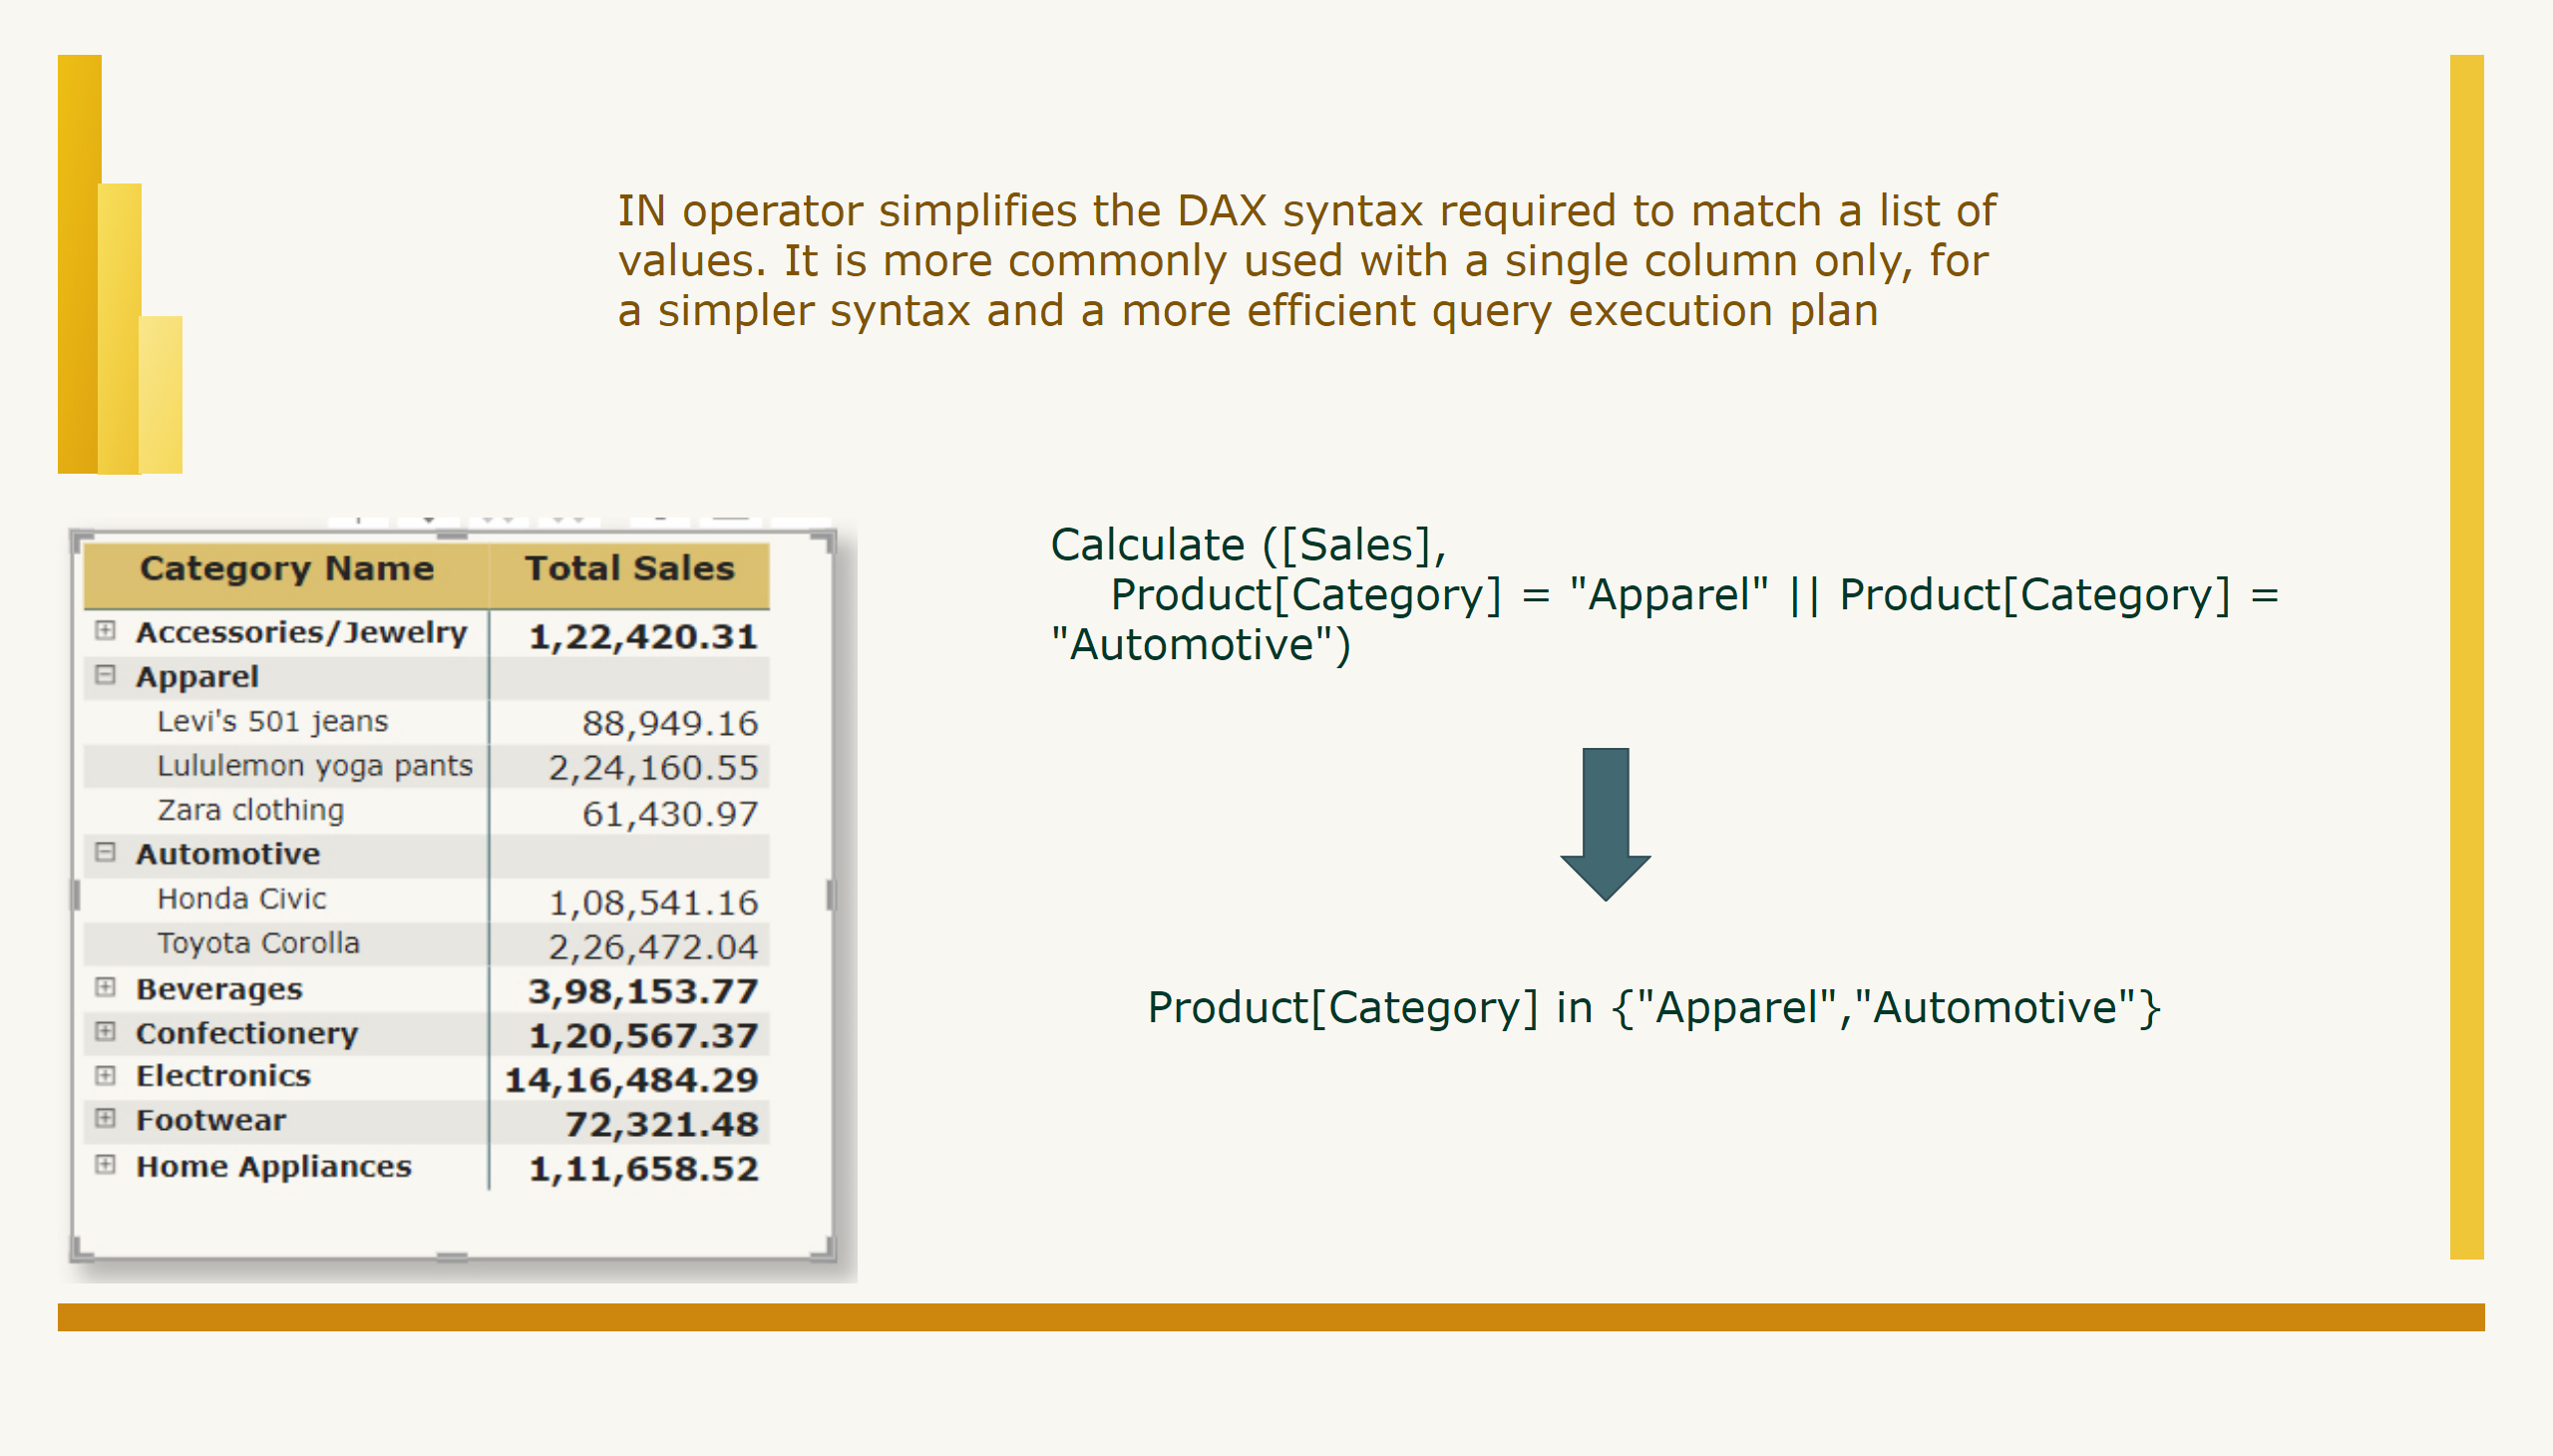 IN operator simplifies the DAX syntax required to match a list of
values. It is more commonly used with a single column only, for
a simpler syntax and a more efficient query execution plan
Category Name Total Sales
Accessories/Jewelry 1,22,420.31
Apparel
Levi's 501 jeans 88,949.16
Lululemon yoga pants 2,24,160.55
Zara clothing 61,430.97
Automotive
Honda Civic 1,08,541.16
Toyota Corolla 2,26,472.04
Beverages 3,98,153.77
Confectionery 1,20,567.37
Electronics 14,16,484.29
Footwear 72,321.48
Home Appliances 1,11,658.52
Calculate ([Sales],
Product[Category] = "Apparel" || Product[Category] =
"Automotive")
Product[Category] in {"Apparel","Automotive"}